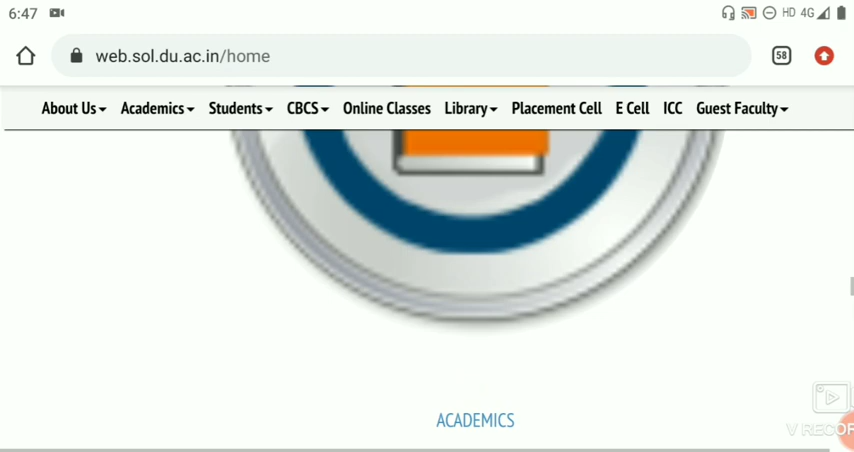 6:47 HD 4G
web.sol.du.ac.in/home 58
About Us Academics Students CBCS Online Classes Library Placement Cell E Cell ICC Guest Faculty
ACADEMICS
V RECOR